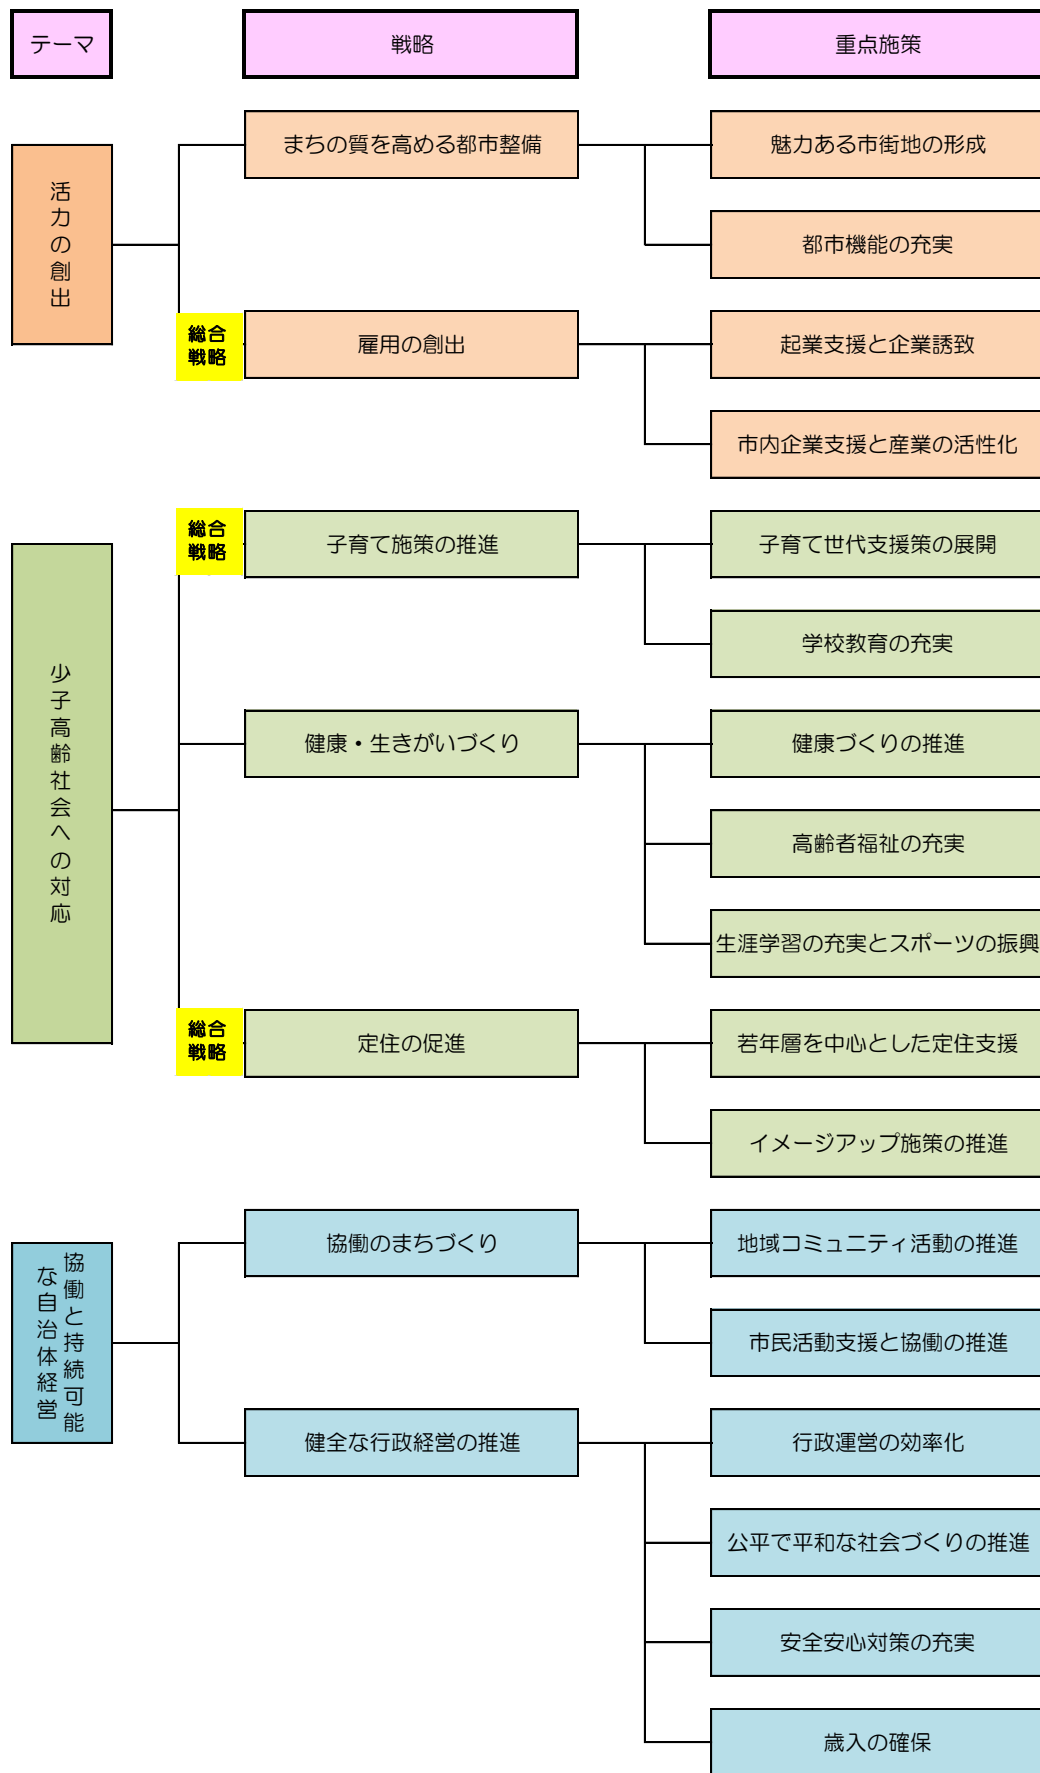 テーマ
戦略
重点施策
活力の創出
まちの質を高める都市整備
魅力ある市街地の形成
都市機能の充実
総合
戦略
雇用の創出
起業支援と企業誘致
市内企業支援と産業の活性化
少子高齢社会への対応
総合
戦略
子育て施策の推進
子育て世代支援策の展開
学校教育の充実
健康・生きがいづくり
健康づくりの推進
高齢者福祉の充実
生涯学習の充実とスポーツの振興
総合
戦略
定住の促進
若年層を中心とした定住支援
イメージアップ施策の推進
協働と持続可能
な自治体経営
協働のまちづくり
地域コミュニティ活動の推進
市民活動支援と協働の推進
健全な行政経営の推進
行政運営の効率化
公平で平和な社会づくりの推進
安全安心対策の充実
歳入の確保